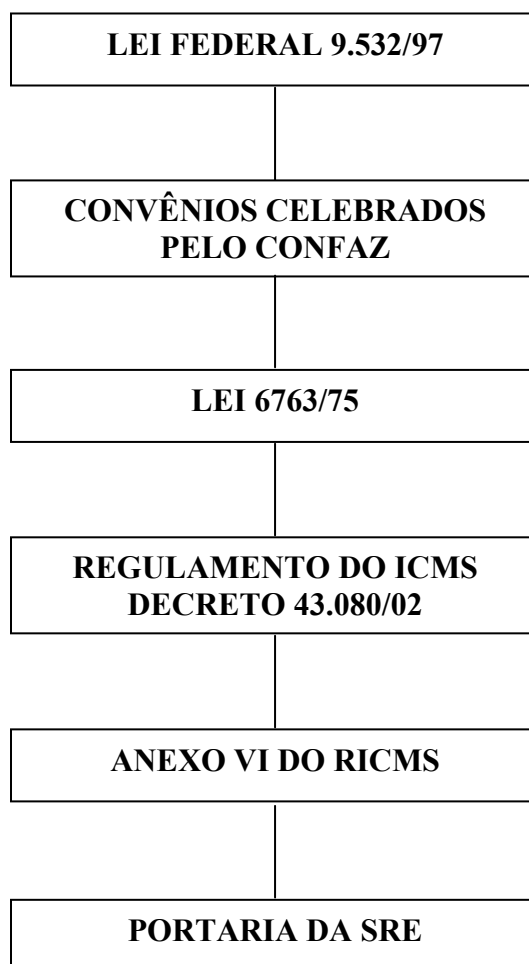 LEI FEDERAL 9.532/97
CONVÊNIOS CELEBRADOS
PELO CONFAZ
LEI 6763/75
REGULAMENTO DO ICMS
DECRETO 43.080/02
ANEXO VI DO RICMS
PORTARIA DA SRE